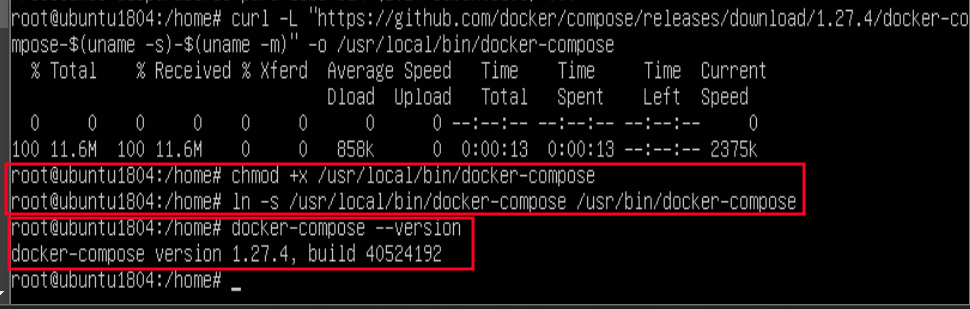 root@ubuntu1804:/home# curl -L "https://github.com/docker/compose/releases/download/1.27.4/docker-co
mpose-$(uname -s)-$(uname -m)" -o /usr/local/bin/docker-compose
% Total % Received % Xferd Average Speed Time Time Time Current
Dload Upload Total Spent Left Speed
0 0 0 0 0 0 0 0 --:--:-- --:--:-- --:--:-- 0
100 11.6M 100 11.6M 0 0 858k 0 0:00:13 0:00:13 --:--:-- 2375k
root@ubuntu1804:/home# chmod +x /usr/local/bin/docker-compose
root@ubuntu1804:/home# ln -s /usr/local/bin/docker-compose /usr/bin/docker-compose
root@ubuntu1804:/home# docker-compose --version
docker-compose version 1.27.4, build 40524192
root@ubuntu1804:/home# _